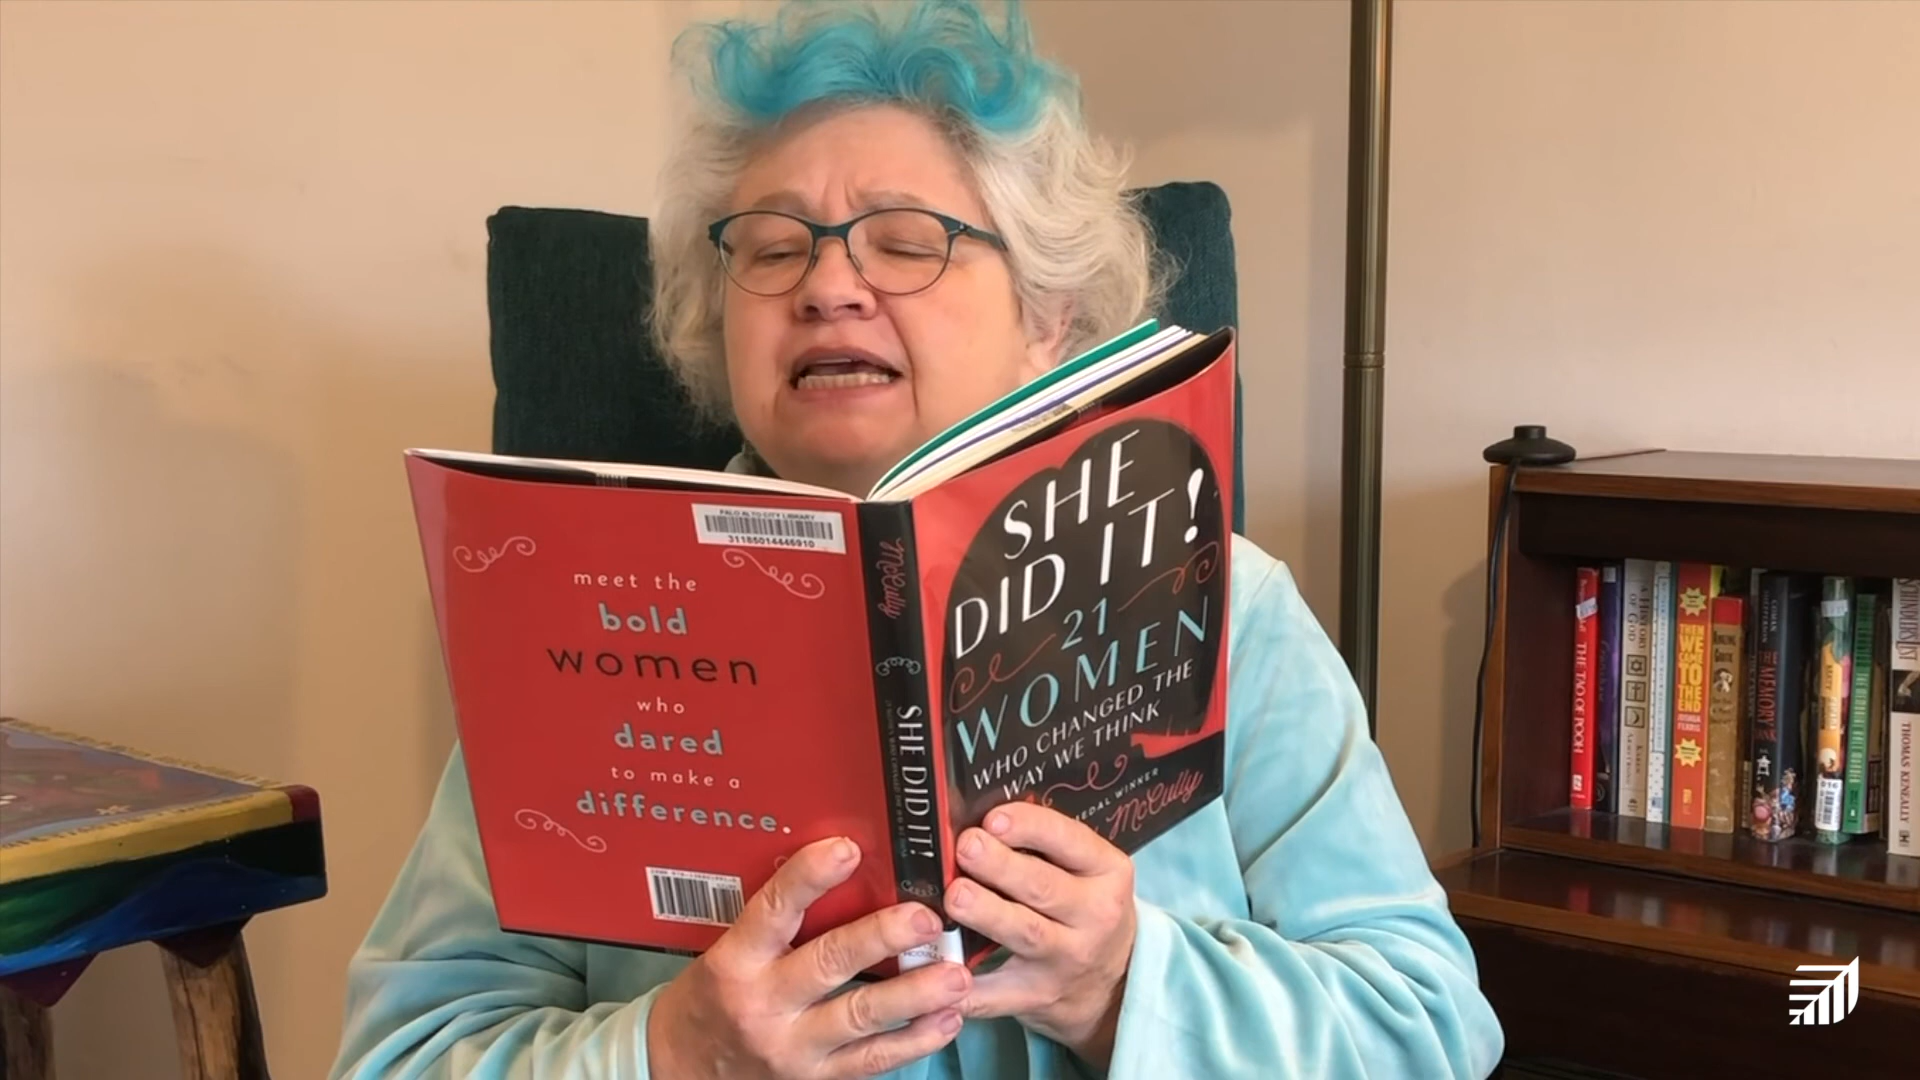 PALO ALTO CITY LIBRARY
31185014446910
meet the
bold
women
who
dared
to make a
difference.
McCully
SHE DID IT!
SHE
DID IT!
21
WOMEN
WHO CHANGED THE
WAY WE THINK
MEDAL WINNER
McCully
THE TAO OF POOH
A HISTORY
OF GOD
THEN
WE
CAME
TO THE
END
JOSHUA
FERRIS
THE MEMORY
SCHINDLER'S LIST
THOMAS KENEALLY